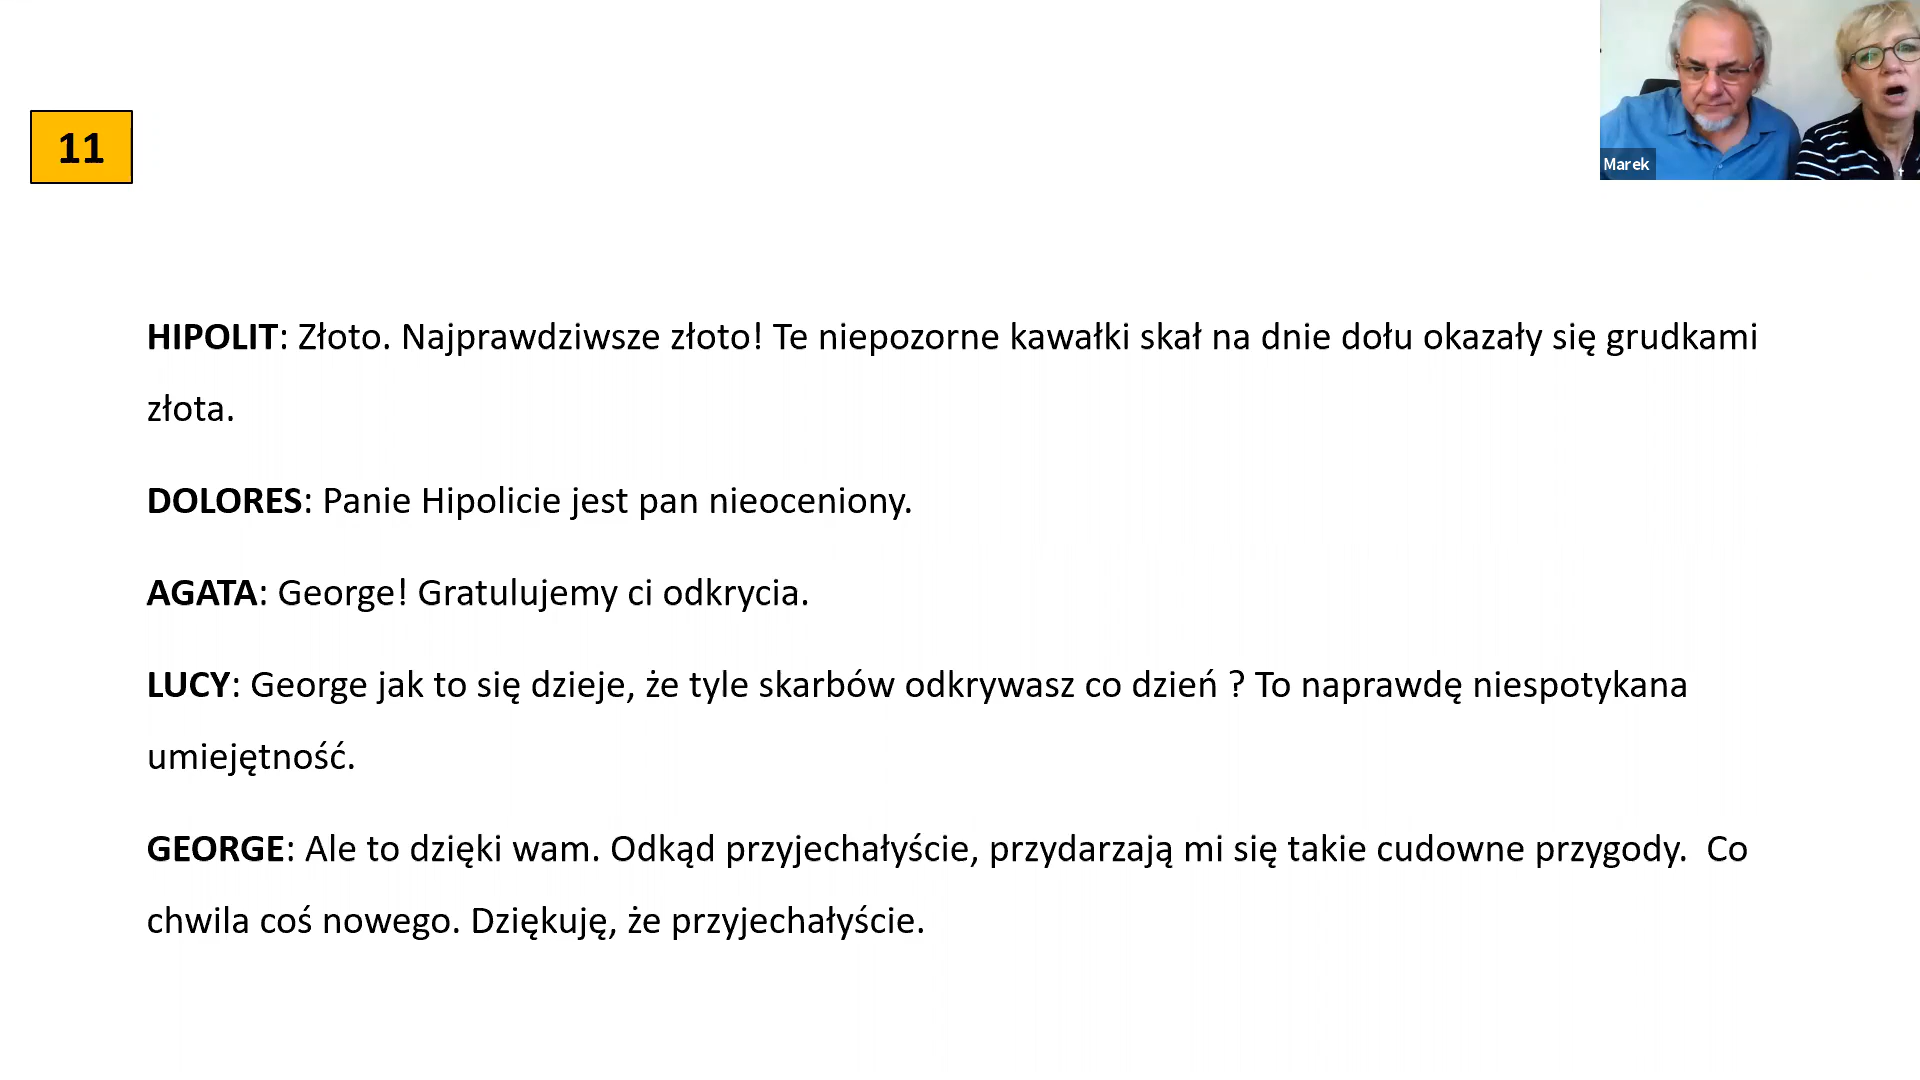 11
Marek
HIPOLIT: Złoto. Najprawdziwsze złoto! Te niepozorne kawałki skał na dnie dołu okazały się grudkami
złota.
DOLORES: Panie Hipolicie jest pan nieoceniony.
AGATA: George! Gratulujemy ci odkrycia.
LUCY: George jak to się dzieje, że tyle skarbów odkrywasz co dzień ? To naprawdę niespotykana
umiejętność.
GEORGE: Ale to dzięki wam. Odkąd przyjechałyście, przydarzają mi się takie cudowne przygody.  Co
chwila coś nowego. Dziękuję, że przyjechałyście.